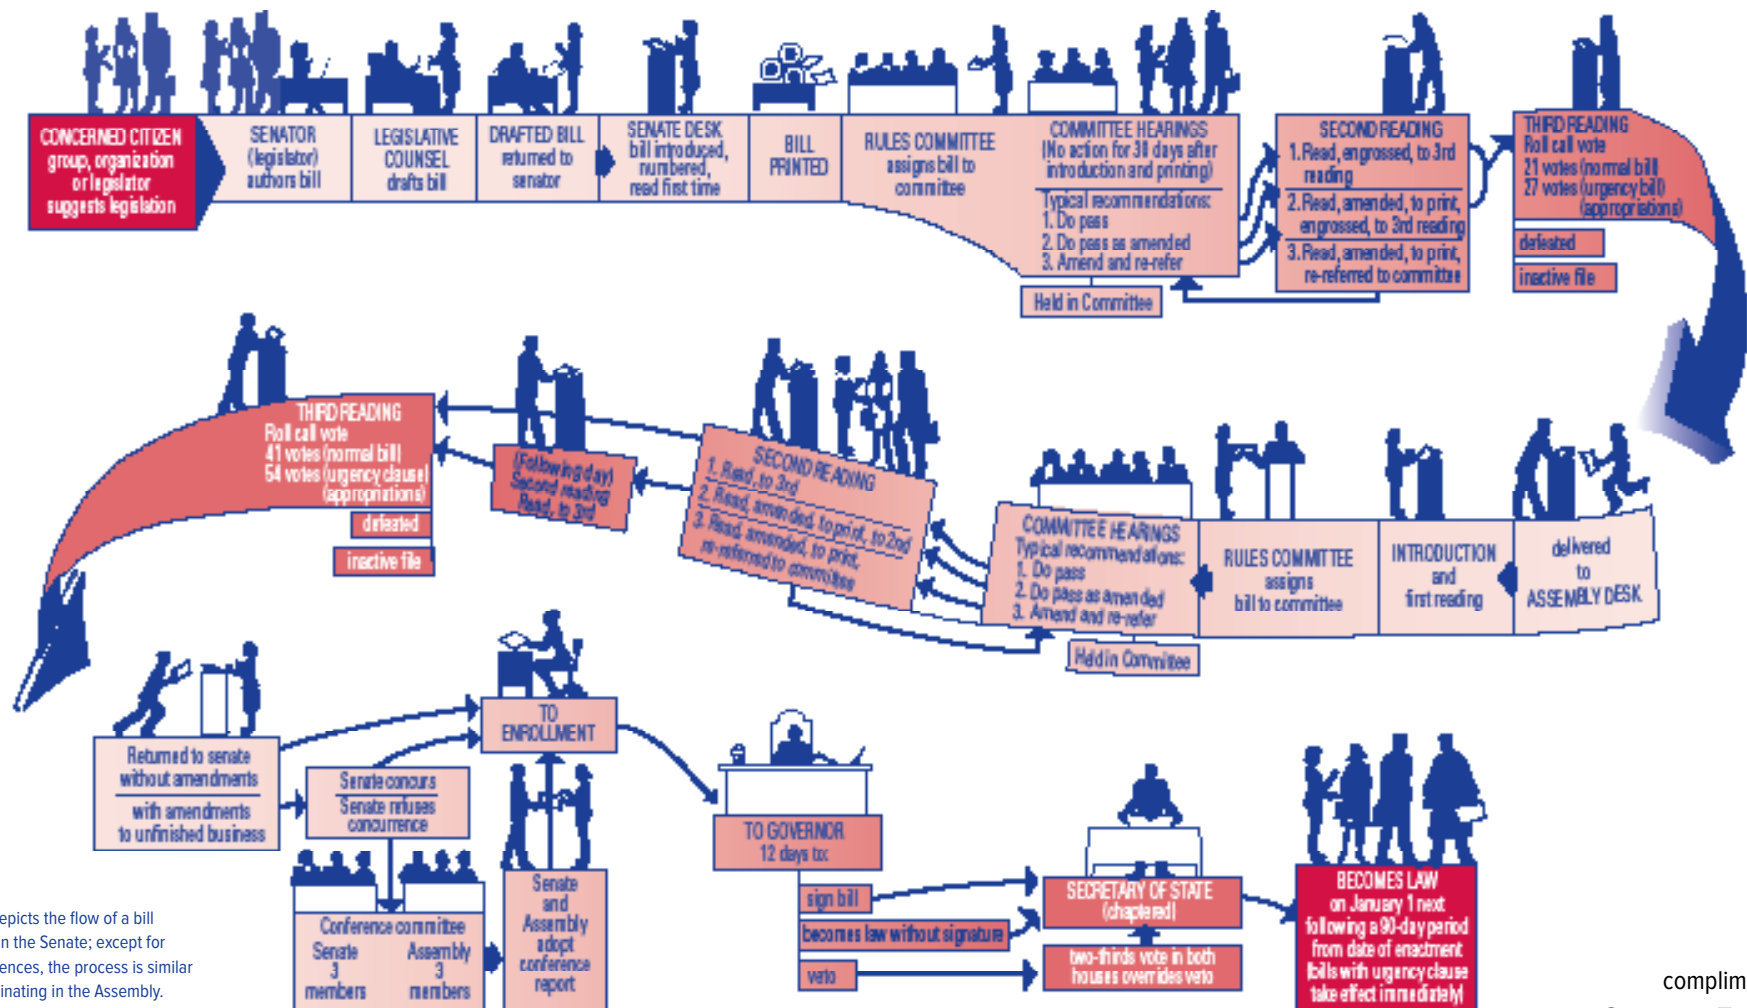 CONCERNED CITIZEN
group, organization
or legislator
suggests legislation
SENATOR
(legislator)
authors bill
LEGISLATIVE
COUNSEL
drafts bill
DRAFTED BILL
returned to
senator
SENATE DESK
bill introduced,
numbered,
read first time
BILL
PRINTED
RULES COMMITTEE
assigns bill to
committee
COMMITTEE HEARINGS
(No action for 30 days after
introduction and printing)
Typical recommendations:
1. Do pass
2. Do pass as amended
3. Amend and re-refer
Held in Committee
SECOND READING
1. Read, engrossed, to 3rd
reading
2. Read, amended, to print,
engrossed, to 3rd reading
3. Read, amended, to print,
re-referred to committee
THIRD READING
Roll call vote
21 votes (normal bill)
27 votes (urgency bill)
(appropriations)
defeated
inactive file
delivered
to
ASSEMBLY DESK
INTRODUCTION
and
first reading
RULES COMMITTEE
assigns
bill to committee
COMMITTEE HEARINGS
Typical recommendations:
1. Do pass
2. Do pass as amended
3. Amend and re-refer
Held in Committee
SECOND READING
1. Read, to 3rd
2. Read, amended, to print, to 2nd
3. Read, amended, to print,
re-referred to committee
(Following day)
Second reading
Read, to 3rd
THIRD READING
Roll call vote
41 votes (normal bill)
54 votes (urgency clause)
(appropriations)
defeated
inactive file
Returned to senate
without amendments
with amendments
to unfinished business
Senate concurs
Senate refuses
concurrence
Conference committee
Senate
3
members
Assembly
3
members
Senate
and
Assembly
adopt
conference
report
TO
ENROLLMENT
TO GOVERNOR
12 days to:
sign bill
becomes law without signature
veto
SECRETARY OF STATE
(chaptered)
two-thirds vote in both
houses overrides veto
BECOMES LAW
on January 1 next
following a 90-day period
from date of enactment
(bills with urgency clause
take effect immediately)
epicts the flow of a bill
in the Senate; except for
ences, the process is similar
inating in the Assembly.
complim